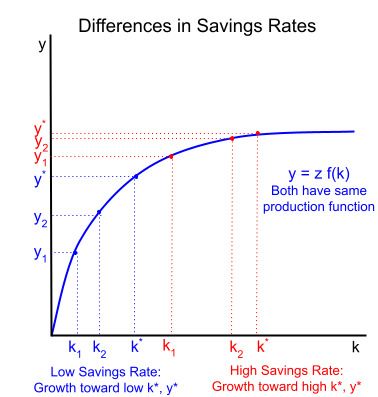 Differences in Savings Rates
y
y*
y2
y1
y*
y2
y1
y = z f(k)
Both have same
production function
k1 k2 k* k1 k2 k* k
Low Savings Rate:
Growth toward low k*, y*
High Savings Rate:
Growth toward high k*, y*